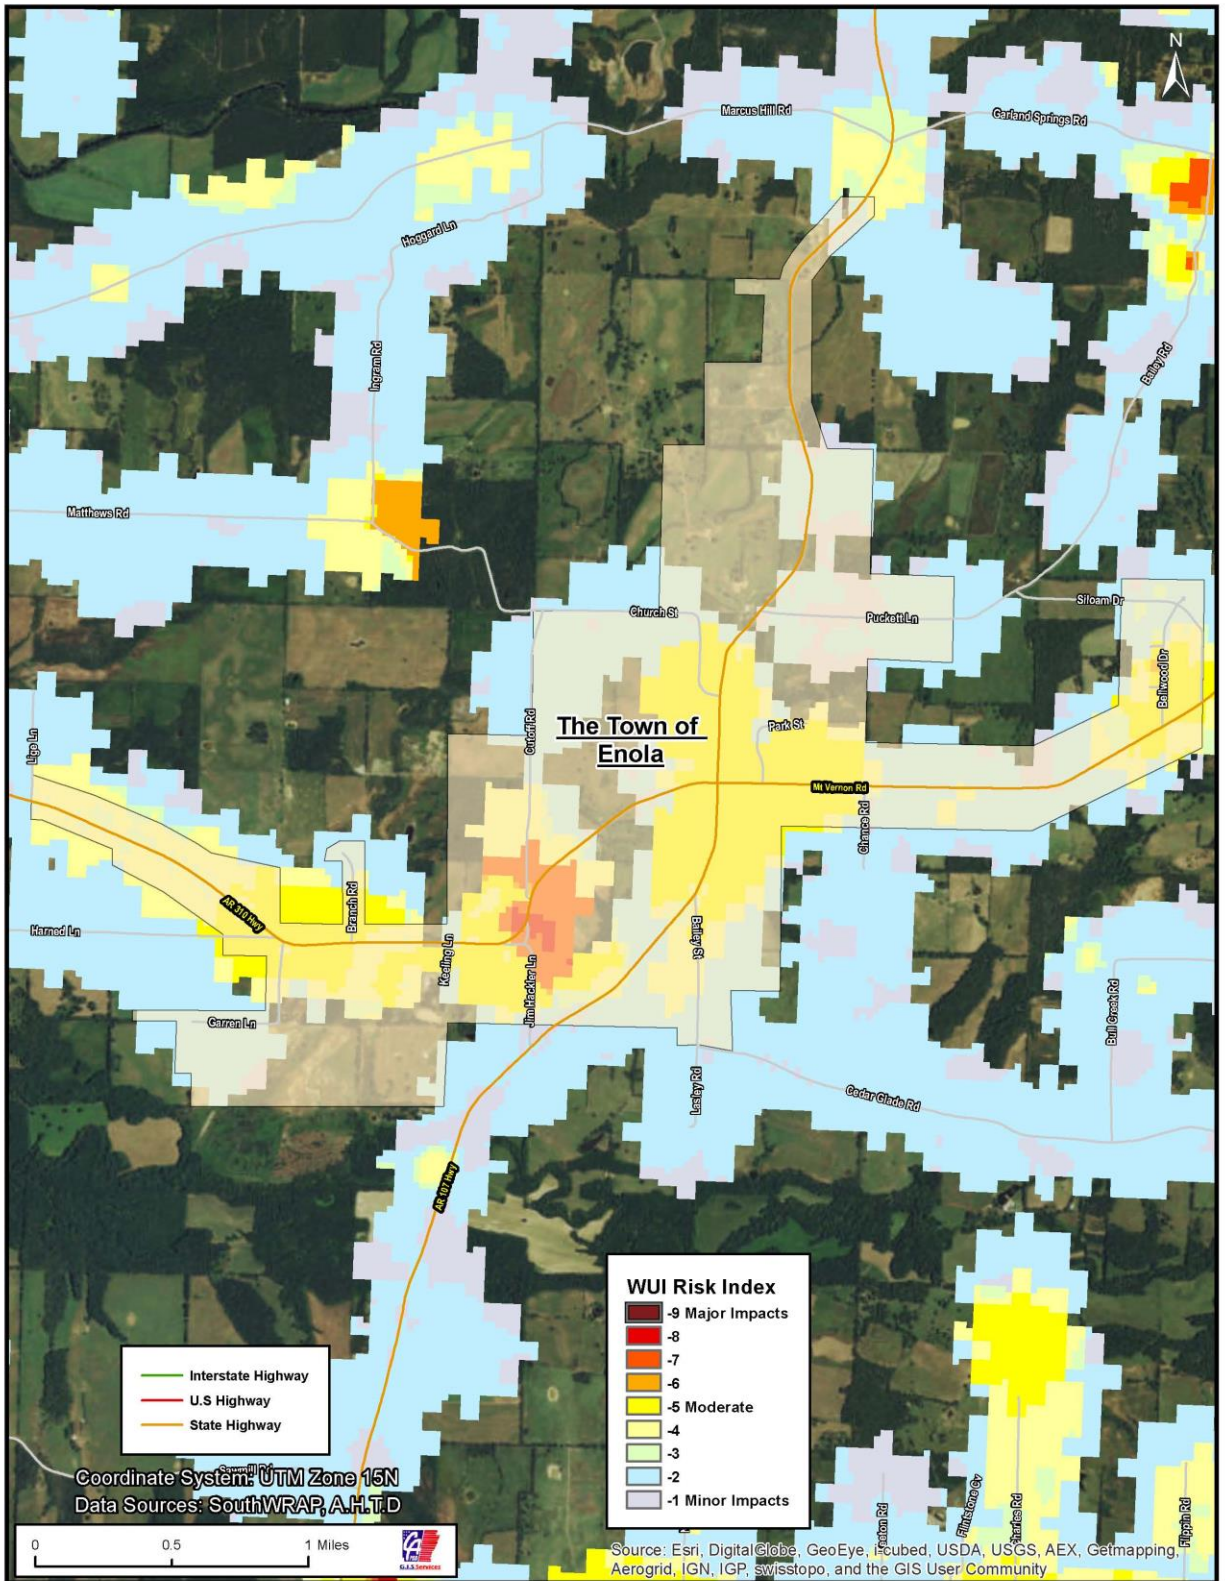 N
Marcus Hill Rd
Garland Springs Rd
Hoggard Ln
Ingram Rd
Bailey Rd
Matthews Rd
Church St
Puckett Ln
Siloam Dr
Bellwood Dr
Lige Ln
Cutoff Rd
The Town of
Enola
Park St
Mt Vernon Rd
Chance Rd
AR 310 Hwy
Branch Rd
Harned Ln
Keeling Ln
Bailey St
Jim Hackler Ln
Garren Ln
Bull Creek Rd
Lesley Rd
Cedar Glade Rd
AR 107 Hwy
WUI Risk Index
-9 Major Impacts
-8
-7
-6
-5 Moderate
-4
-3
-2
-1 Minor Impacts
Interstate Highway
U.S Highway
State Highway
Sawmill Rd
Coordinate System: UTM Zone 15N
Data Sources: SouthWRAP, A.H.T.D
Flintstone Cv
Charles Rd
Flippin Rd
0 0.5 1 Miles
G.I.S. Services
Source: Esri, DigitalGlobe, GeoEye, i-cubed, USDA, USGS, AEX, Getmapping,
Aerogrid, IGN, IGP, swisstopo, and the GIS User Community